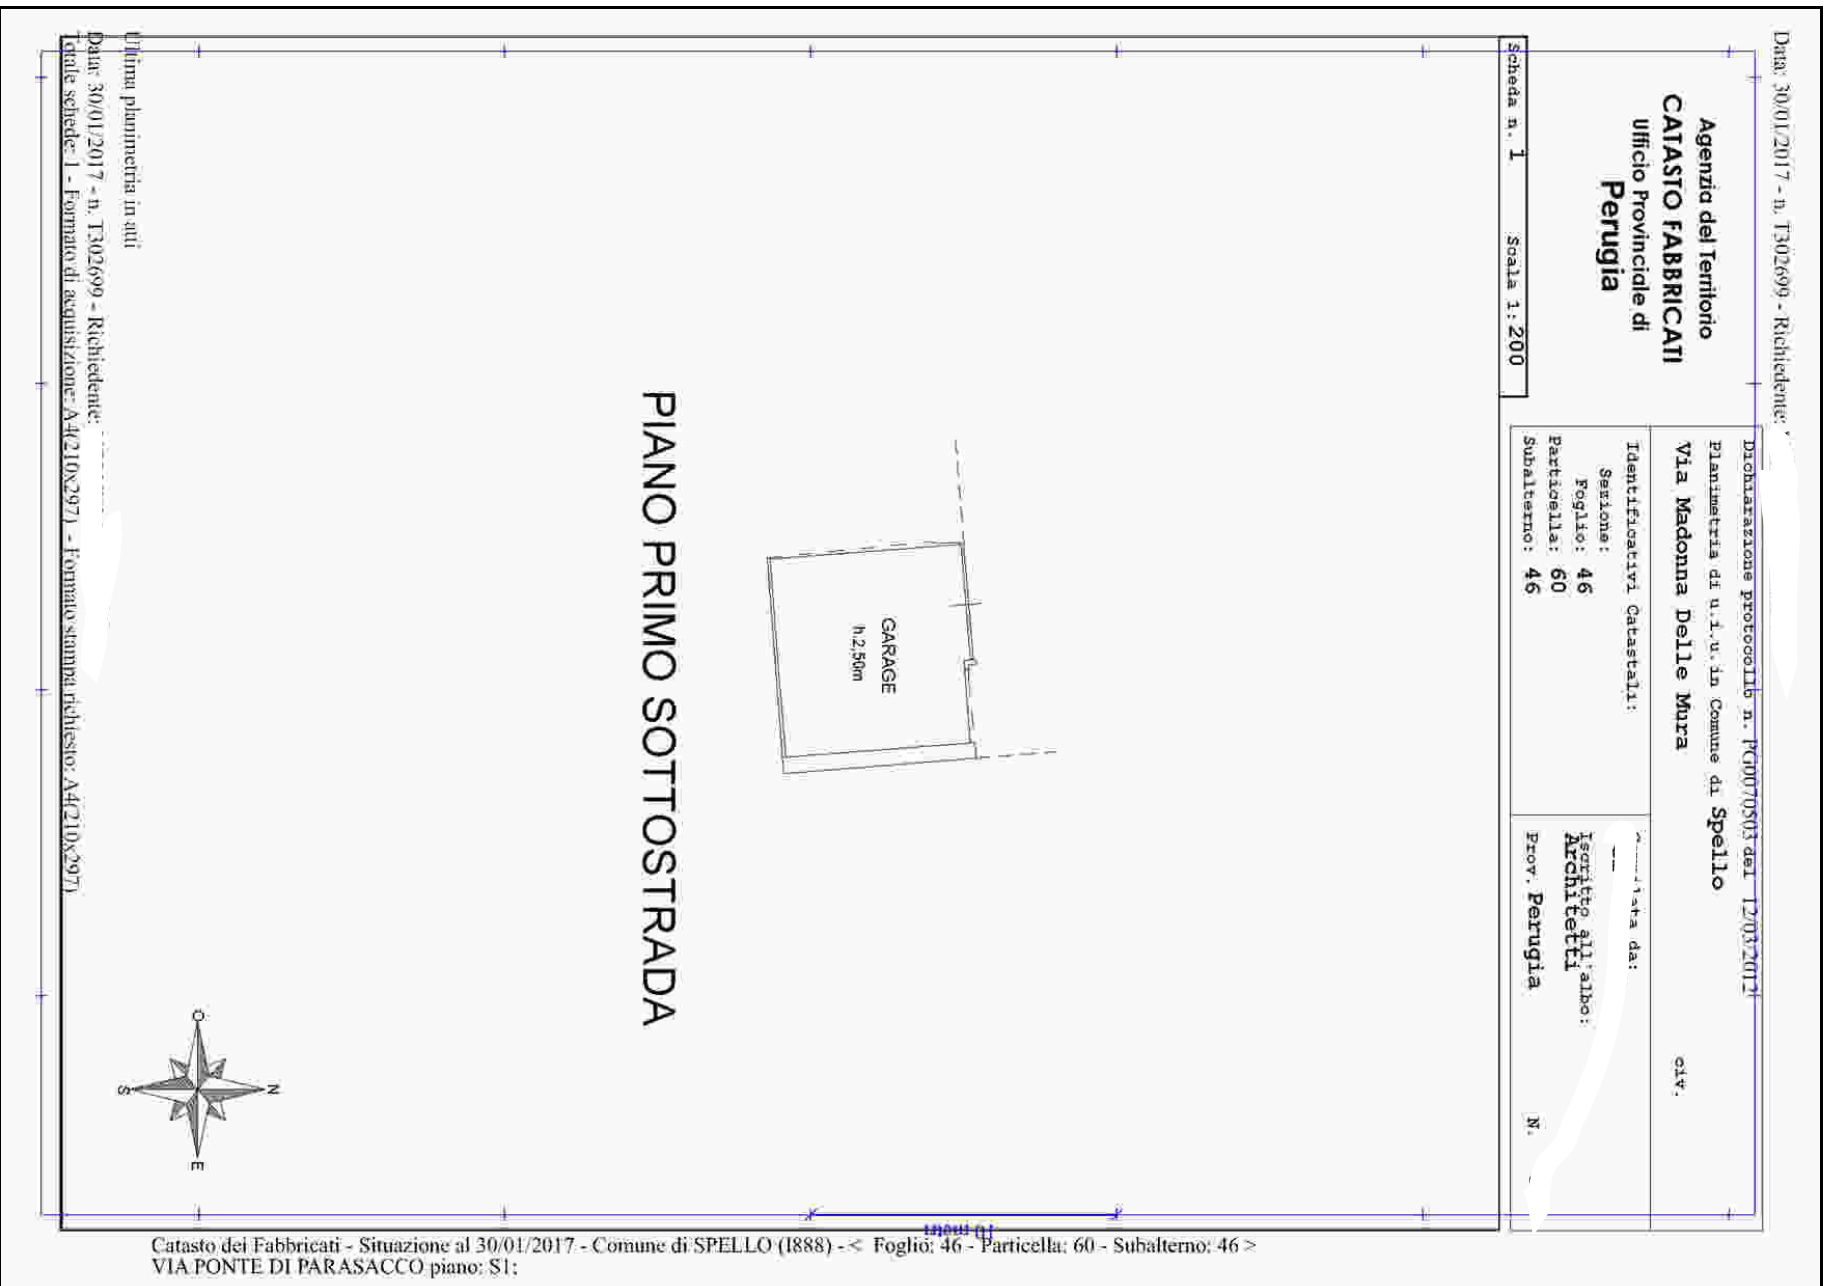 Data: 30/01/2017 - n. T302699 - Richiedente:
Agenzia del Territorio
CATASTO FABBRICATI
Ufficio Provinciale di
Perugia
Dichiarazione protocollo n. PG0070503 del 12/03/2012
Planimetria di u.i.u. in Comune di Spello
Via Madonna Delle Mura civ.
Identificativi Catastali:
Sezione:
Foglio: 46
Particella: 60
Subalterno: 46
da:
Iscritto all'albo:
Architetti
Prov. Perugia N.
Scheda n. 1 Scala 1:200
GARAGE
h.2,50m
PIANO PRIMO SOTTOSTRADA
O
N
S
E
10 metri
Ultima planimetria in atti
Data: 30/01/2017 - n. T302699 - Richiedente:
Totale schede: 1 - Formato di acquisizione: A4(210x297) - Formato stampa richiesto: A4(210x297)
Catasto dei Fabbricati - Situazione al 30/01/2017 - Comune di SPELLO (I888) - < Foglio: 46 - Particella: 60 - Subalterno: 46 >
VIA PONTE DI PARASACCO piano: S1;